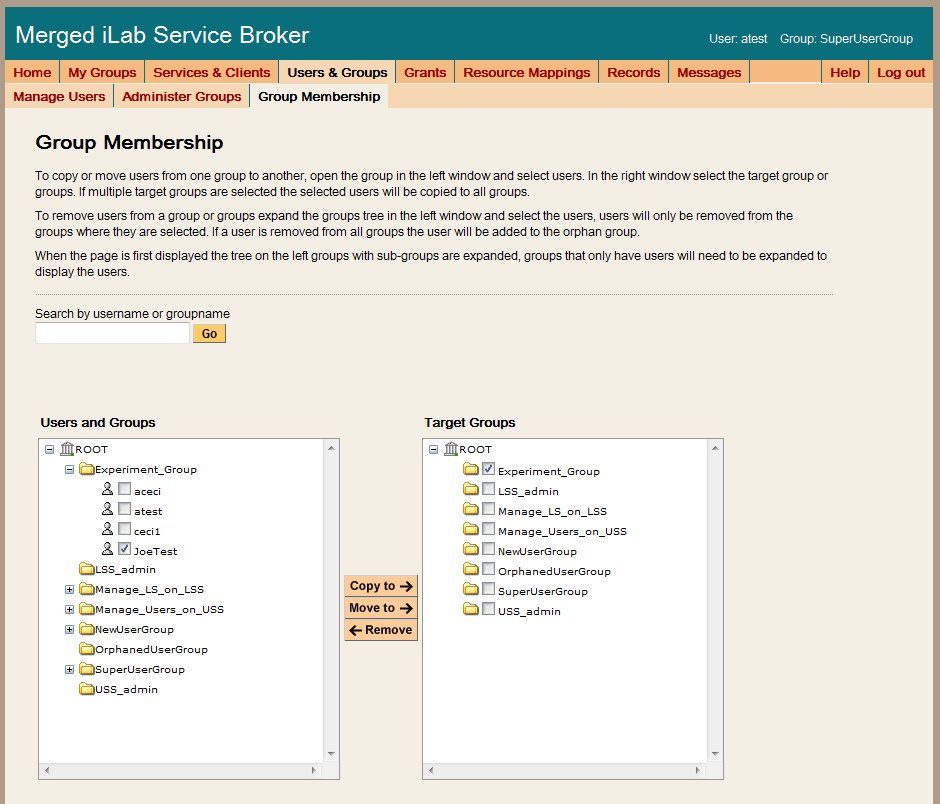 Merged iLab Service Broker
User: atest Group: SuperUserGroup
Home My Groups Services & Clients Users & Groups Grants Resource Mappings Records Messages Help Log out
Manage Users Administer Groups Group Membership
Group Membership
To copy or move users from one group to another, open the group in the left window and select users. In the right window select the target group or
groups. If multiple target groups are selected the selected users will be copied to all groups.
To remove users from a group or groups expand the groups tree in the left window and select the users, users will only be removed from the
groups where they are selected. If a user is removed from all groups the user will be added to the orphan group.
When the page is first displayed the tree on the left groups with sub-groups are expanded, groups that only have users will need to be expanded to
display the users.
Search by username or groupname
Go
Users and Groups
ROOT
Experiment_Group
aceci
atest
ceci1
JoeTest
LSS_admin
Manage_LS_on_LSS
Manage_Users_on_USS
NewUserGroup
OrphanedUserGroup
SuperUserGroup
USS_admin
Copy to
Move to
Remove
Target Groups
ROOT
Experiment_Group
LSS_admin
Manage_LS_on_LSS
Manage_Users_on_USS
NewUserGroup
OrphanedUserGroup
SuperUserGroup
USS_admin